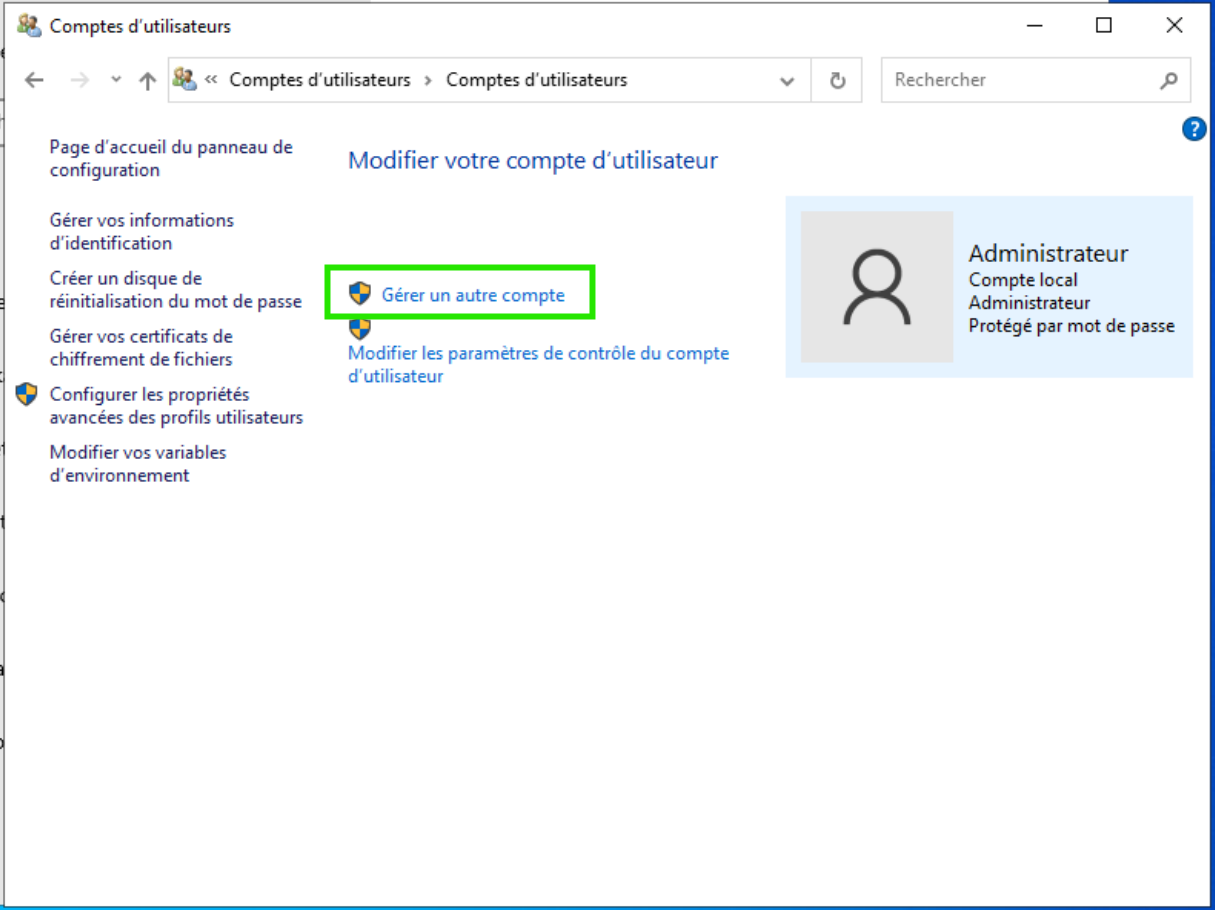 Comptes d'utilisateurs
« Comptes d'utilisateurs › Comptes d'utilisateurs
Rechercher
?
Page d'accueil du panneau de
configuration
Modifier votre compte d'utilisateur
Gérer vos informations
d'identification
Créer un disque de
réinitialisation du mot de passe
Gérer vos certificats de
chiffrement de fichiers
Configurer les propriétés
avancées des profils utilisateurs
Modifier vos variables
d'environnement
Gérer un autre compte
Modifier les paramètres de contrôle du compte
d'utilisateur
Administrateur
Compte local
Administrateur
Protégé par mot de passe